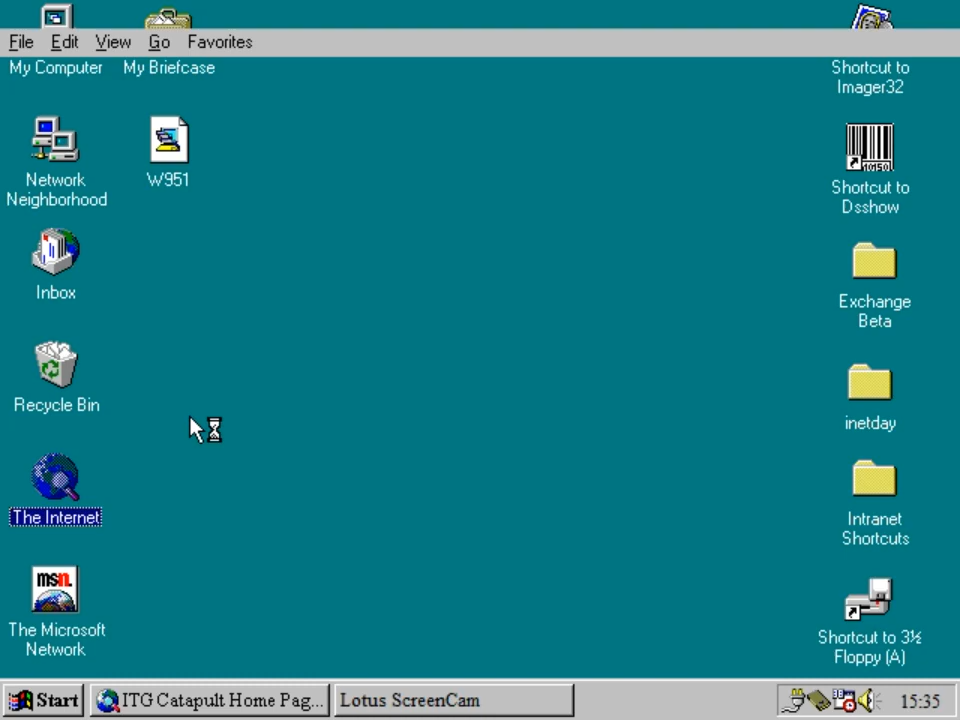 File Edit View Go Favorites
My Computer
My Briefcase
Shortcut to
Imager32
Network
Neighborhood
W951
Shortcut to
Dsshow
Inbox
Exchange
Beta
Recycle Bin
inetday
The Internet
Intranet
Shortcuts
msn.
The Microsoft
Network
Shortcut to 3½
Floppy (A)
Start
ITG Catapult Home Pag...
Lotus ScreenCam
15:35